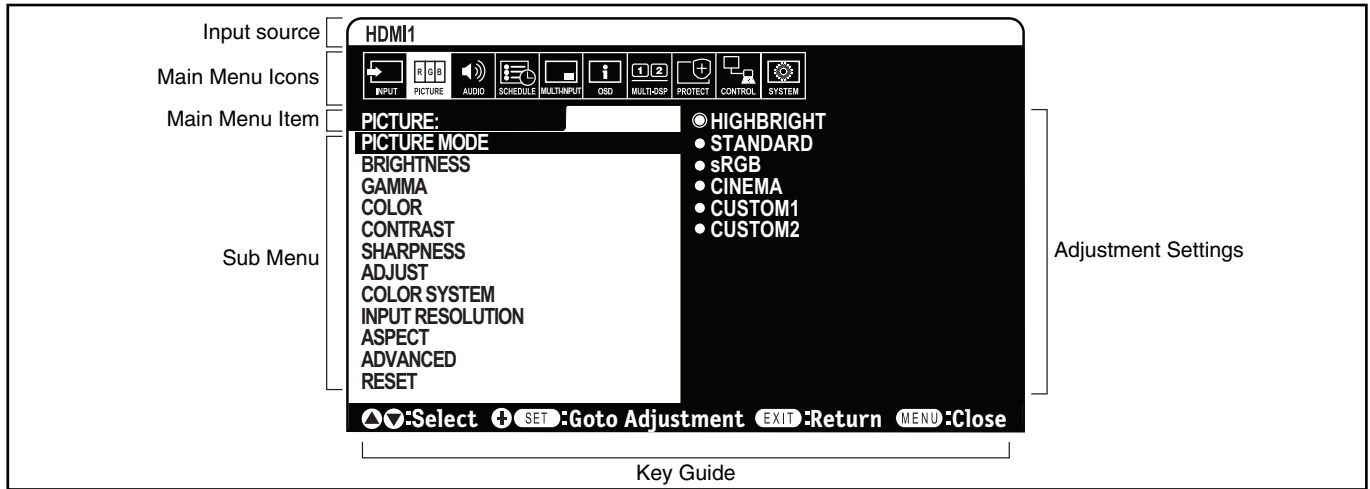 Input source
HDMI1
Main Menu Icons
R G B
1 2
INPUT PICTURE AUDIO SCHEDULE MULTI-INPUT OSD MULTI-DSP PROTECT CONTROL SYSTEM
Main Menu Item
PICTURE:
Sub Menu
PICTURE MODE
BRIGHTNESS
GAMMA
COLOR
CONTRAST
SHARPNESS
ADJUST
COLOR SYSTEM
INPUT RESOLUTION
ASPECT
ADVANCED
RESET
HIGHBRIGHT
STANDARD
sRGB
CINEMA
CUSTOM1
CUSTOM2
Adjustment Settings
:Select SET:Goto Adjustment EXIT:Return MENU:Close
Key Guide